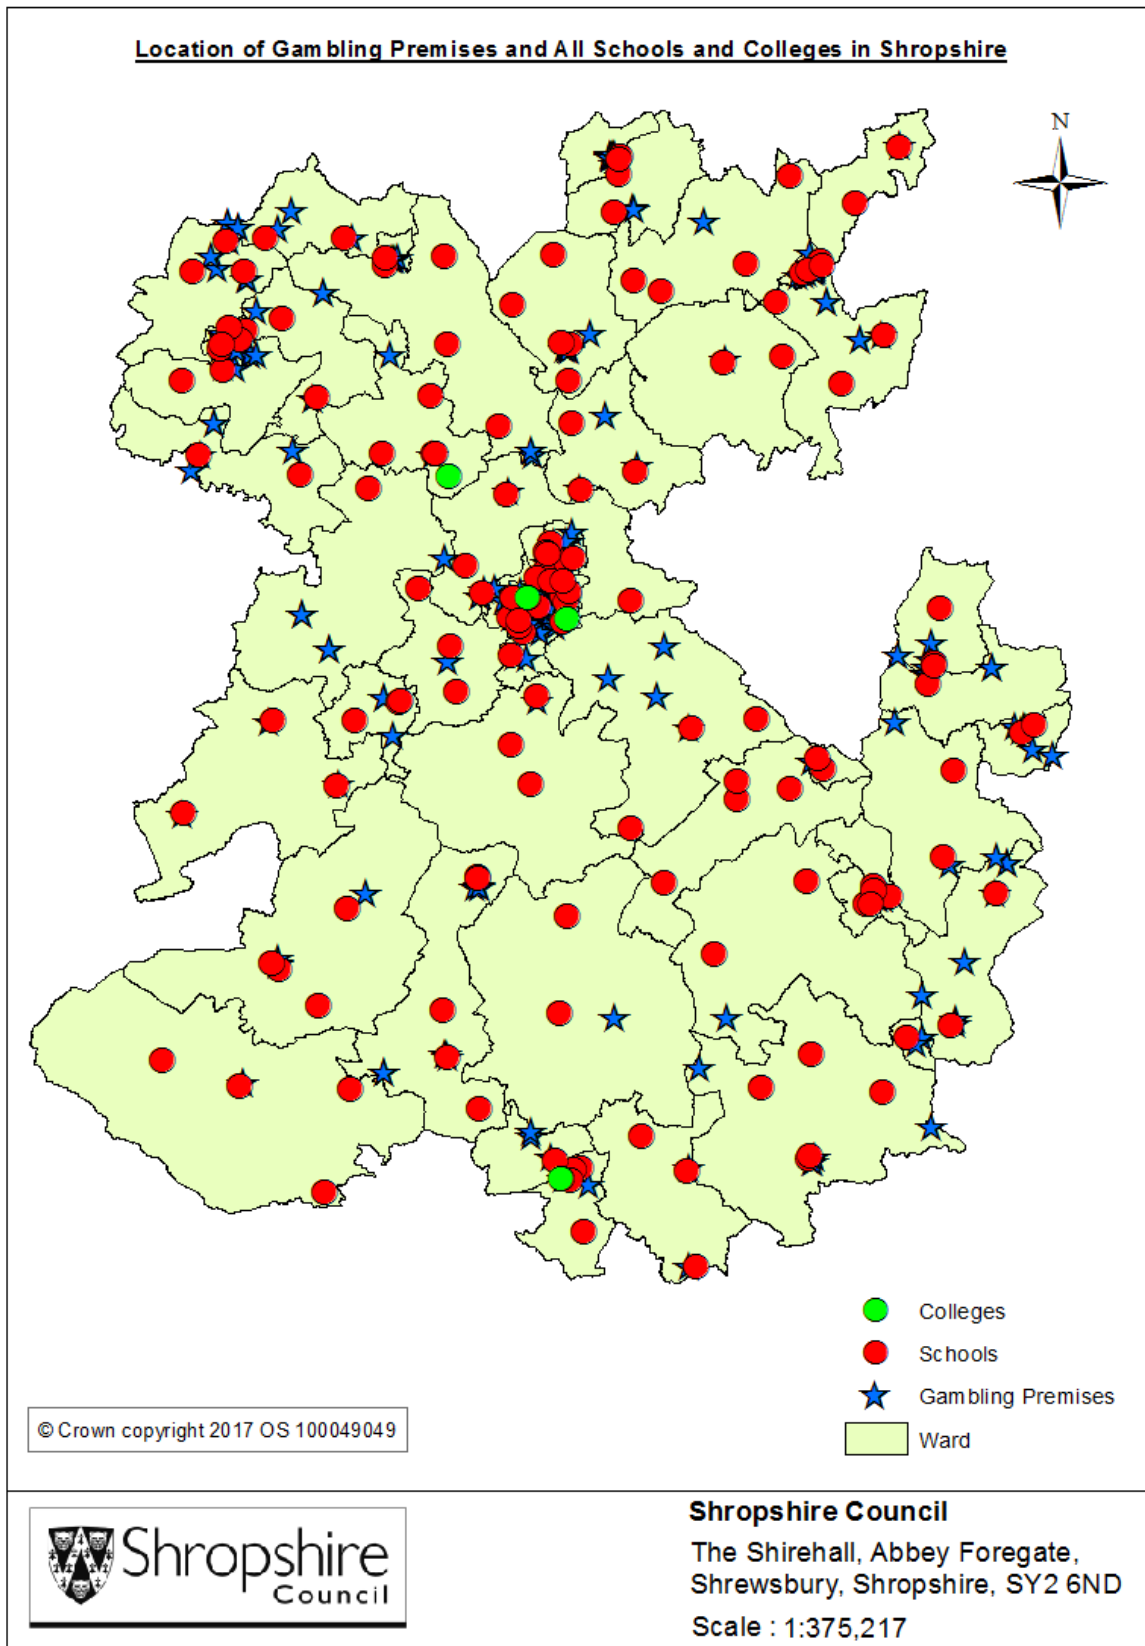 Location of Gambling Premises and All Schools and Colleges in Shropshire
N
Colleges
Schools
Gambling Premises
Ward
© Crown copyright 2017 OS 100049049
Shropshire
Council
Shropshire Council
The Shirehall, Abbey Foregate,
Shrewsbury, Shropshire, SY2 6ND
Scale : 1:375,217